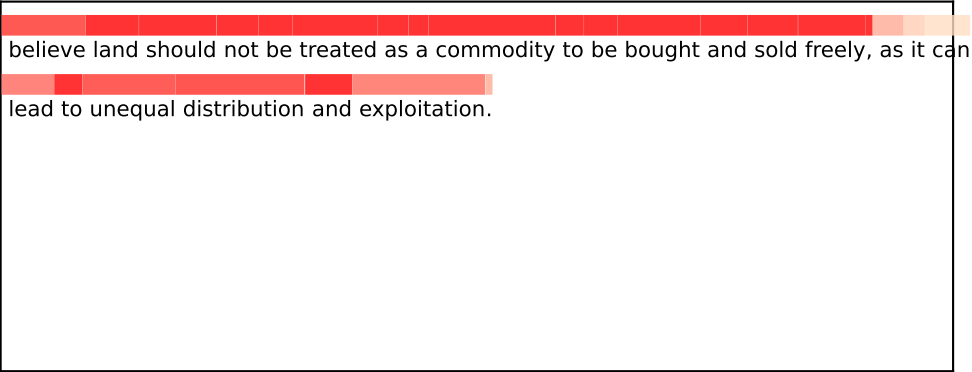 believe land should not be treated as a commodity to be bought and sold freely, as it can
lead to unequal distribution and exploitation.